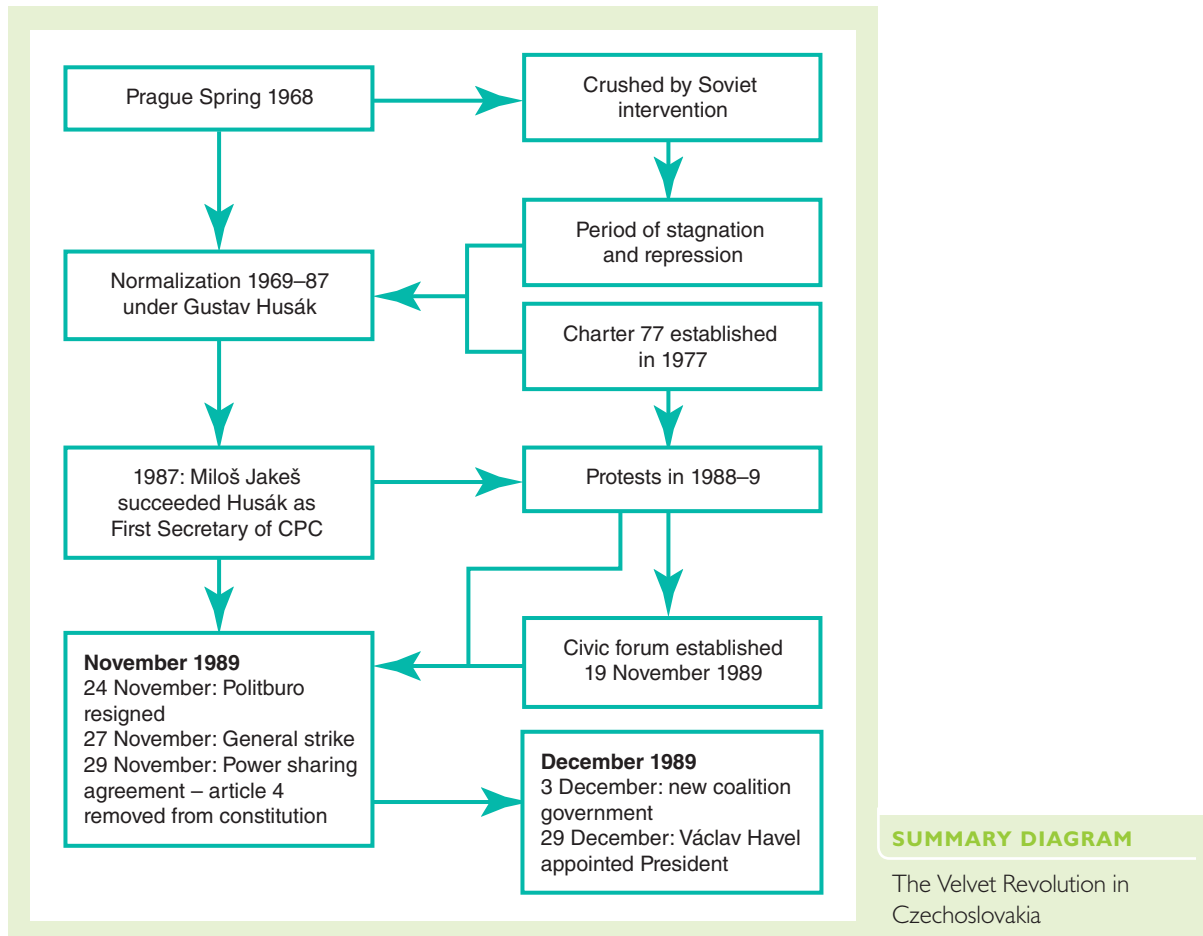 Prague Spring 1968
Crushed by Soviet
intervention
Period of stagnation
and repression
Normalization 1969–87
under Gustav Husák
Charter 77 established
in 1977
1987: Miloš Jakeš
succeeded Husák as
First Secretary of CPC
Protests in 1988–9
Civic forum established
19 November 1989
November 1989
24 November: Politburo
resigned
27 November: General strike
29 November: Power sharing
agreement – article 4
removed from constitution
December 1989
3 December: new coalition
government
29 December: Václav Havel
appointed President
SUMMARY DIAGRAM
The Velvet Revolution in
Czechoslovakia